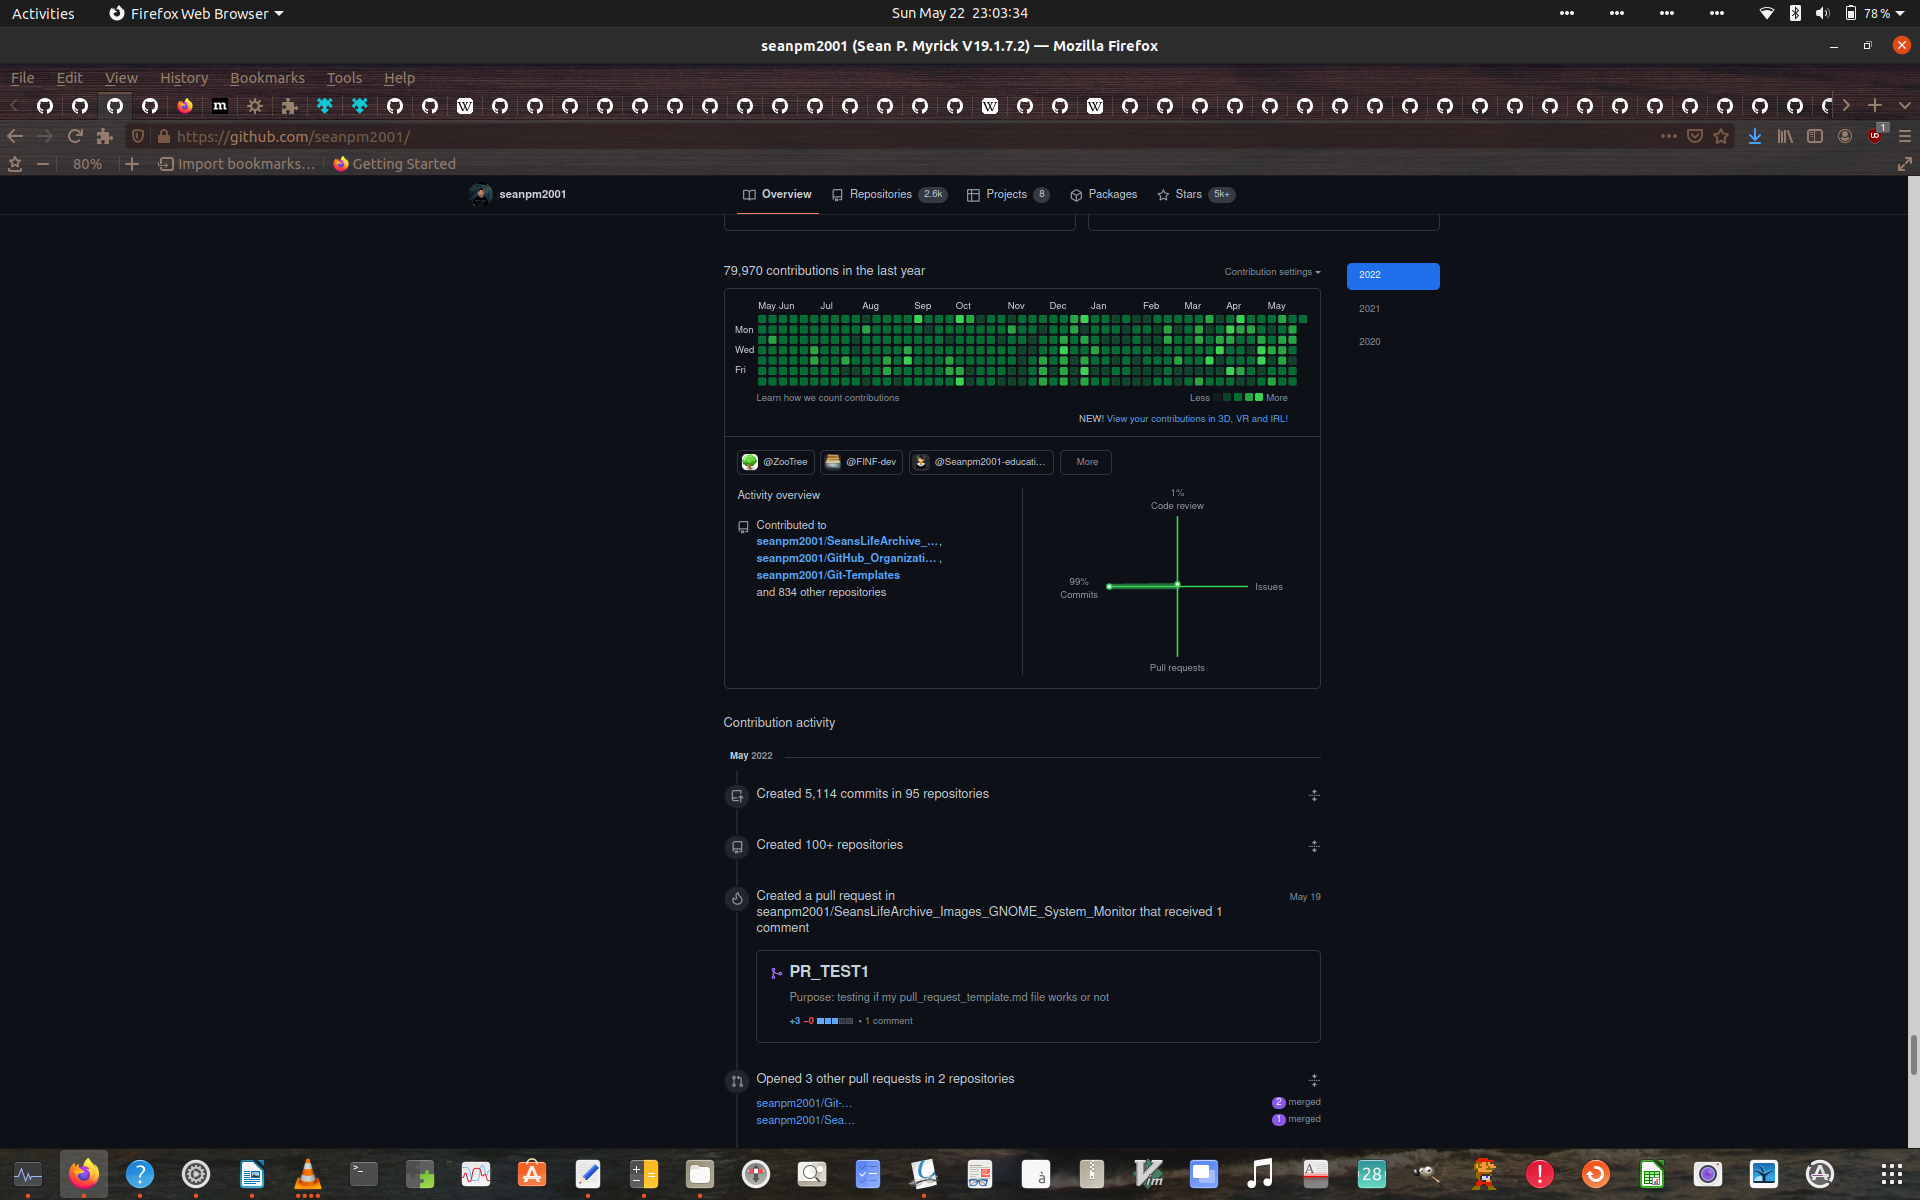 Activities
Firefox Web Browser
Sun May 22 23:03:34
78 %
seanpm2001 (Sean P. Myrick V19.1.7.2) — Mozilla Firefox
File Edit View History Bookmarks Tools Help
https://github.com/seanpm2001/
1
80%
Import bookmarks...
Getting Started
seanpm2001
Overview
Repositories 2.6k
Projects 8
Packages
Stars 5k+
79,970 contributions in the last year
Contribution settings
2022
2021
2020
May Jun Jul Aug Sep Oct Nov Dec Jan Feb Mar Apr May
Mon
Wed
Fri
Learn how we count contributions
Less More
NEW! View your contributions in 3D, VR and IRL!
@ZooTree
@FINF-dev
@Seanpm2001-educati...
More
Activity overview
Contributed to
seanpm2001/SeansLifeArchive_...,
seanpm2001/GitHub_Organizati... ,
seanpm2001/Git-Templates
and 834 other repositories
1%
Code review
99%
Commits
Issues
Pull requests
Contribution activity
May 2022
Created 5,114 commits in 95 repositories
Created 100+ repositories
Created a pull request in
seanpm2001/SeansLifeArchive_Images_GNOME_System_Monitor that received 1
comment
May 19
PR_TEST1
Purpose: testing if my pull_request_template.md file works or not
+3 −0 • 1 comment
Opened 3 other pull requests in 2 repositories
seanpm2001/Git-...
2 merged
seanpm2001/Sea...
1 merged
28